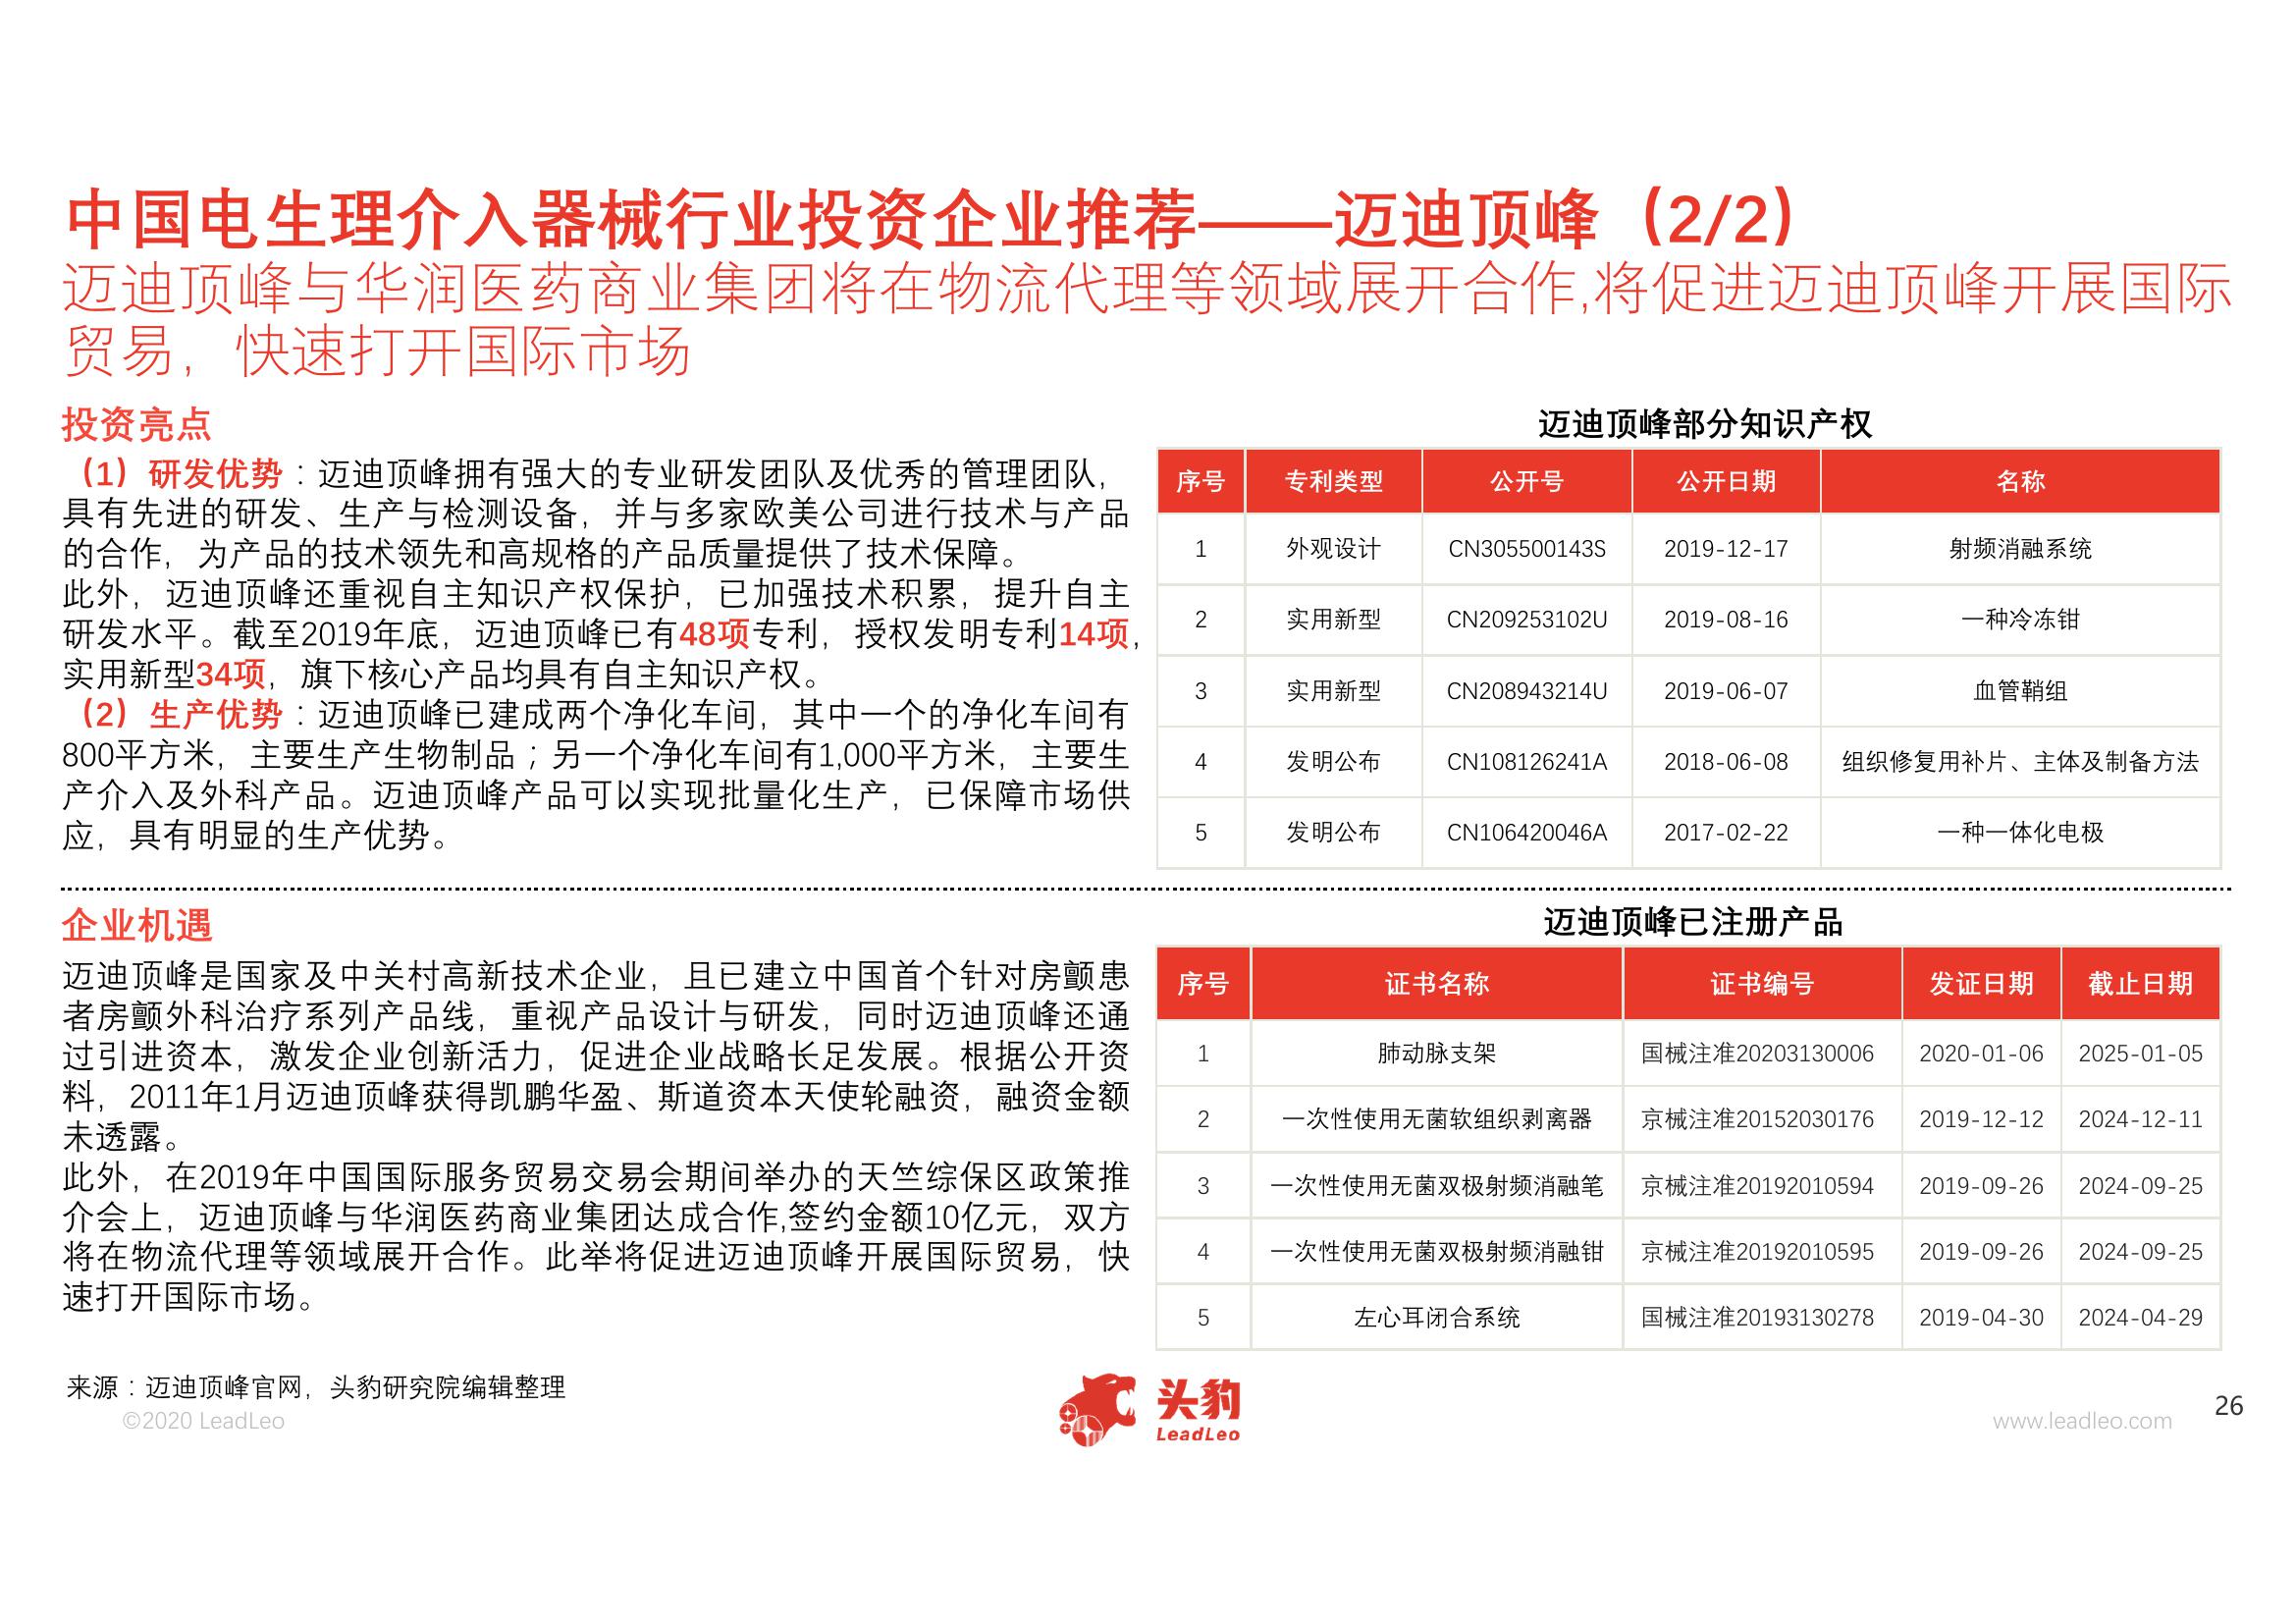 中国电生理介入器械行业投资企业推荐——迈迪顶峰（2/2）
迈迪顶峰与华润医药商业集团将在物流代理等领域展开合作,将促进迈迪顶峰开展国际
贸易，快速打开国际市场
投资亮点
（1）研发优势：迈迪顶峰拥有强大的专业研发团队及优秀的管理团队，
具有先进的研发、生产与检测设备，并与多家欧美公司进行技术与产品
的合作，为产品的技术领先和高规格的产品质量提供了技术保障。
此外，迈迪顶峰还重视自主知识产权保护，已加强技术积累，提升自主
研发水平。截至2019年底，迈迪顶峰已有48项专利，授权发明专利14项，
实用新型34项，旗下核心产品均具有自主知识产权。
（2）生产优势：迈迪顶峰已建成两个净化车间，其中一个的净化车间有
800平方米，主要生产生物制品；另一个净化车间有1,000平方米，主要生
产介入及外科产品。迈迪顶峰产品可以实现批量化生产，已保障市场供
应，具有明显的生产优势。
迈迪顶峰部分知识产权
序号 专利类型 公开号 公开日期 名称
1 外观设计 CN305500143S 2019-12-17 射频消融系统
2 实用新型 CN209253102U 2019-08-16 一种冷冻钳
3 实用新型 CN208943214U 2019-06-07 血管鞘组
4 发明公布 CN108126241A 2018-06-08 组织修复用补片、主体及制备方法
5 发明公布 CN106420046A 2017-02-22 一种一体化电极
企业机遇
迈迪顶峰是国家及中关村高新技术企业，且已建立中国首个针对房颤患
者房颤外科治疗系列产品线，重视产品设计与研发，同时迈迪顶峰还通
过引进资本，激发企业创新活力，促进企业战略长足发展。根据公开资
料，2011年1月迈迪顶峰获得凯鹏华盈、斯道资本天使轮融资，融资金额
未透露。
此外，在2019年中国国际服务贸易交易会期间举办的天竺综保区政策推
介会上，迈迪顶峰与华润医药商业集团达成合作,签约金额10亿元，双方
将在物流代理等领域展开合作。此举将促进迈迪顶峰开展国际贸易，快
速打开国际市场。
迈迪顶峰已注册产品
序号 证书名称 证书编号 发证日期 截止日期
1 肺动脉支架 国械注准20203130006 2020-01-06 2025-01-05
2 一次性使用无菌软组织剥离器 京械注准20152030176 2019-12-12 2024-12-11
3 一次性使用无菌双极射频消融笔 京械注准20192010594 2019-09-26 2024-09-25
4 一次性使用无菌双极射频消融钳 京械注准20192010595 2019-09-26 2024-09-25
5 左心耳闭合系统 国械注准20193130278 2019-04-30 2024-04-29
来源：迈迪顶峰官网，头豹研究院编辑整理
©2020 LeadLeo
头豹
LeadLeo
www.leadleo.com
26